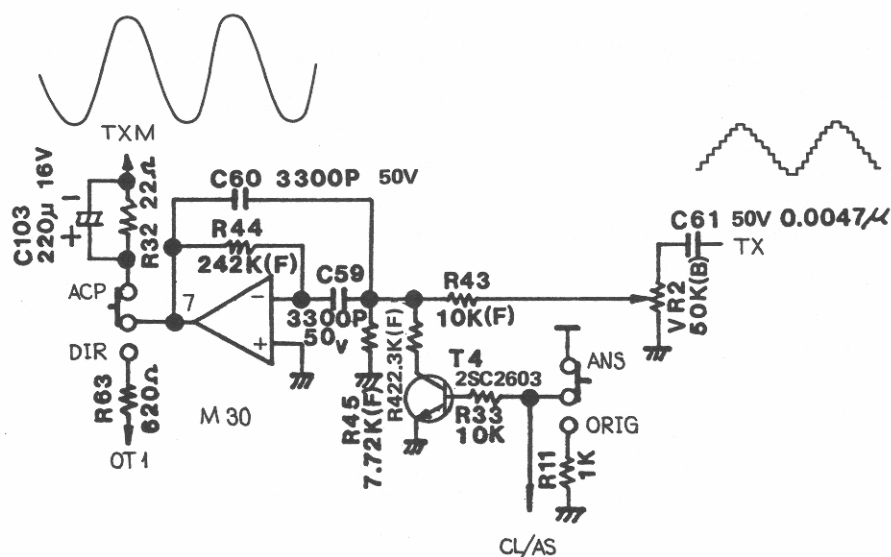 TXM
C103
220µ 16V
R32 22Ω
C60 3300P 50V
R44
242K(F)
C59
3300P
50v
R43
10K(F)
C61 50V 0.0047µ
TX
VR2
50K(B)
ACP
7
DIR
R63
620Ω
OT1
M30
R45
7.72K(F)
R42 2.3K(F)
T4
2SC2603
R33
10K
ANS
ORIG
R11
1K
CL/AS